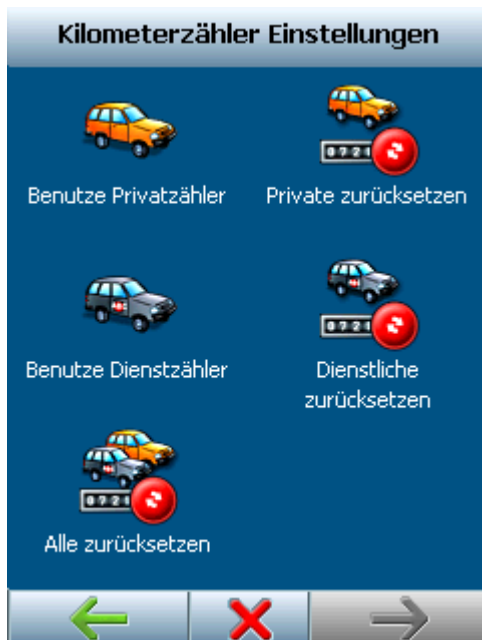 Kilometerzähler Einstellungen
Benutze Privatzähler
Private zurücksetzen
Benutze Dienstzähler
Dienstliche
zurücksetzen
Alle zurücksetzen